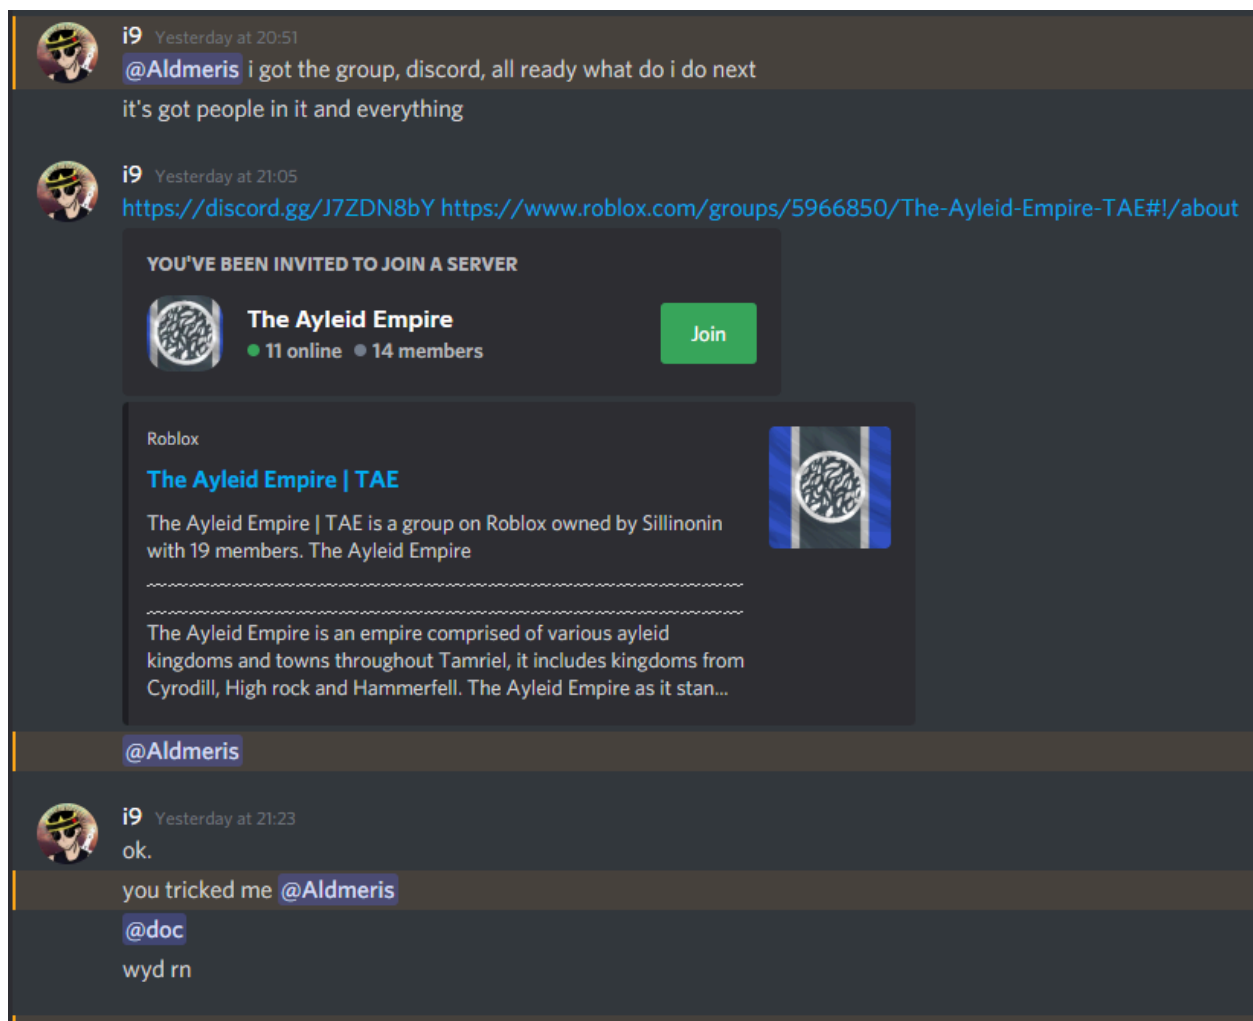 i9 Yesterday at 20:51
@Aldmeris i got the group, discord, all ready what do i do next
it's got people in it and everything
i9 Yesterday at 21:05
https://discord.gg/J7ZDN8bY https://www.roblox.com/groups/5966850/The-Ayleid-Empire-TAE#!/about
YOU'VE BEEN INVITED TO JOIN A SERVER
The Ayleid Empire
11 online 14 members
Join
Roblox
The Ayleid Empire | TAE
The Ayleid Empire | TAE is a group on Roblox owned by Sillinonin
with 19 members. The Ayleid Empire
The Ayleid Empire is an empire comprised of various ayleid
kingdoms and towns throughout Tamriel, it includes kingdoms from
Cyrodill, High rock and Hammerfell. The Ayleid Empire as it stan...
@Aldmeris
i9 Yesterday at 21:23
ok.
you tricked me @Aldmeris
@doc
wyd rn